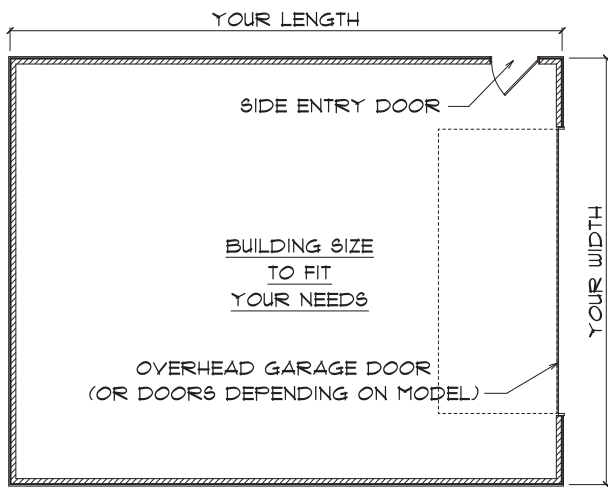 YOUR LENGTH
SIDE ENTRY DOOR
YOUR WIDTH
BUILDING SIZE
TO FIT
YOUR NEEDS
OVERHEAD GARAGE DOOR
(OR DOORS DEPENDING ON MODEL)